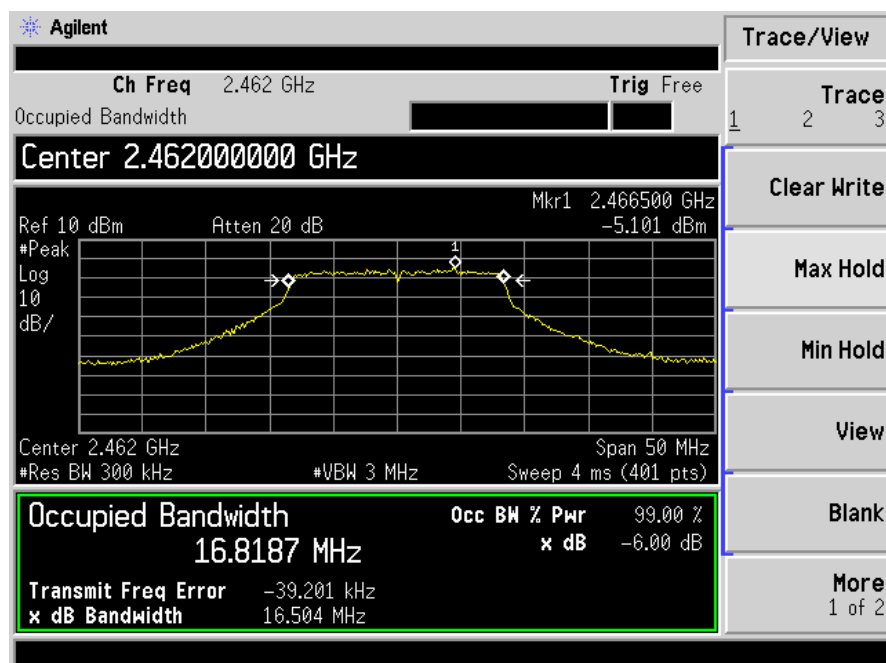 Agilent
Trace/View
Ch Freq 2.462 GHz Trig Free
Occupied Bandwidth
Trace
1 2 3
Center 2.462000000 GHz
Clear Write
Mkr1 2.466500 GHz
Ref 10 dBm Atten 20 dB -5.101 dBm
#Peak
Log
10
dB/
1
Max Hold
Min Hold
View
Center 2.462 GHz Span 50 MHz
#Res BW 300 kHz #VBW 3 MHz Sweep 4 ms (401 pts)
Occupied Bandwidth
16.8187 MHz
Occ BW % Pwr 99.00 %
x dB -6.00 dB
Blank
Transmit Freq Error -39.201 kHz
x dB Bandwidth 16.504 MHz
More
1 of 2